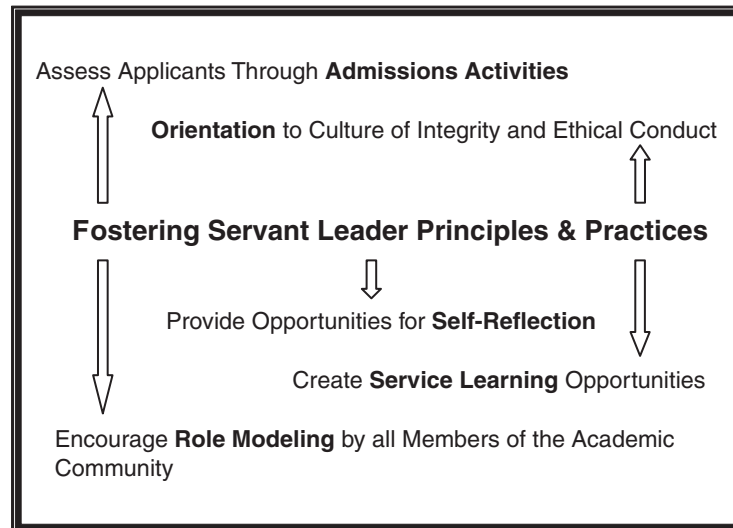 Assess Applicants Through Admissions Activities
Orientation to Culture of Integrity and Ethical Conduct
Fostering Servant Leader Principles & Practices
Provide Opportunities for Self-Reflection
Create Service Learning Opportunities
Encourage Role Modeling by all Members of the Academic
Community